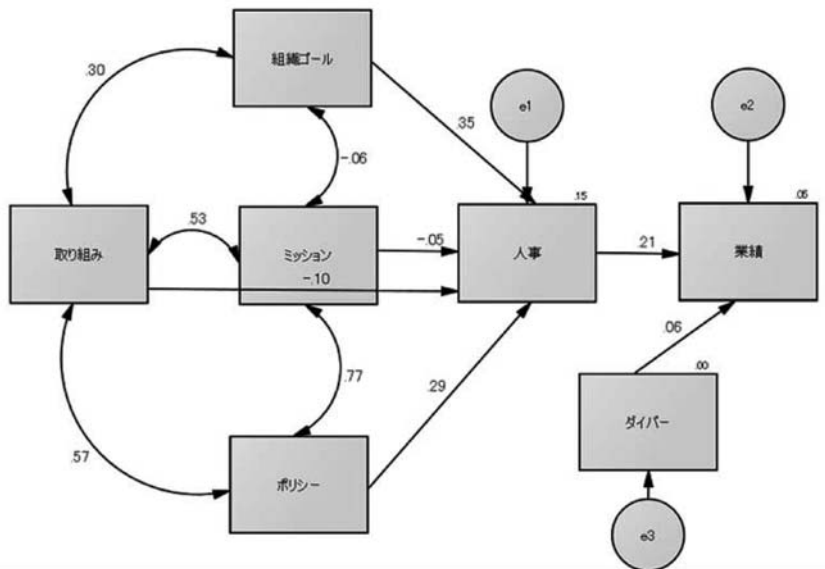 組織ゴール
.30
e1
e2
.35
-.06
.15
.05
取り組み
.53
ミッション
-.05
人事
.21
業績
-.10
.06
.77
.29
.00
ダイバー
.57
ポリシー
e3